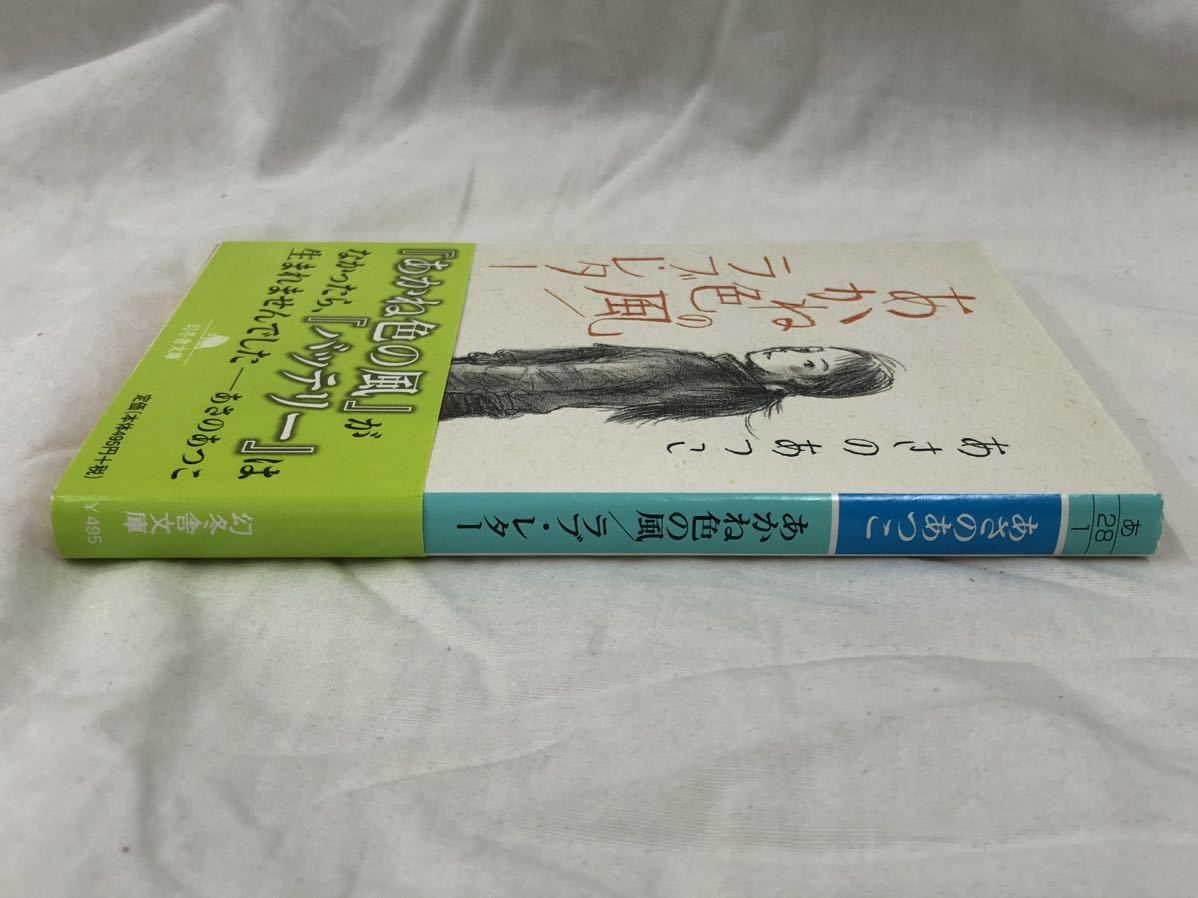 あかね色の風/
ラブ・レター
あさのあつこ
『あかね色の風』が
なかったら、『バッテリー』は
生まれませんでした——あさのあつこ
幻冬舎文庫
定価(本体495円+税)
あ
28
1
あさのあつこ
あかね色の風/ラブ・レター
幻冬舎文庫
¥495